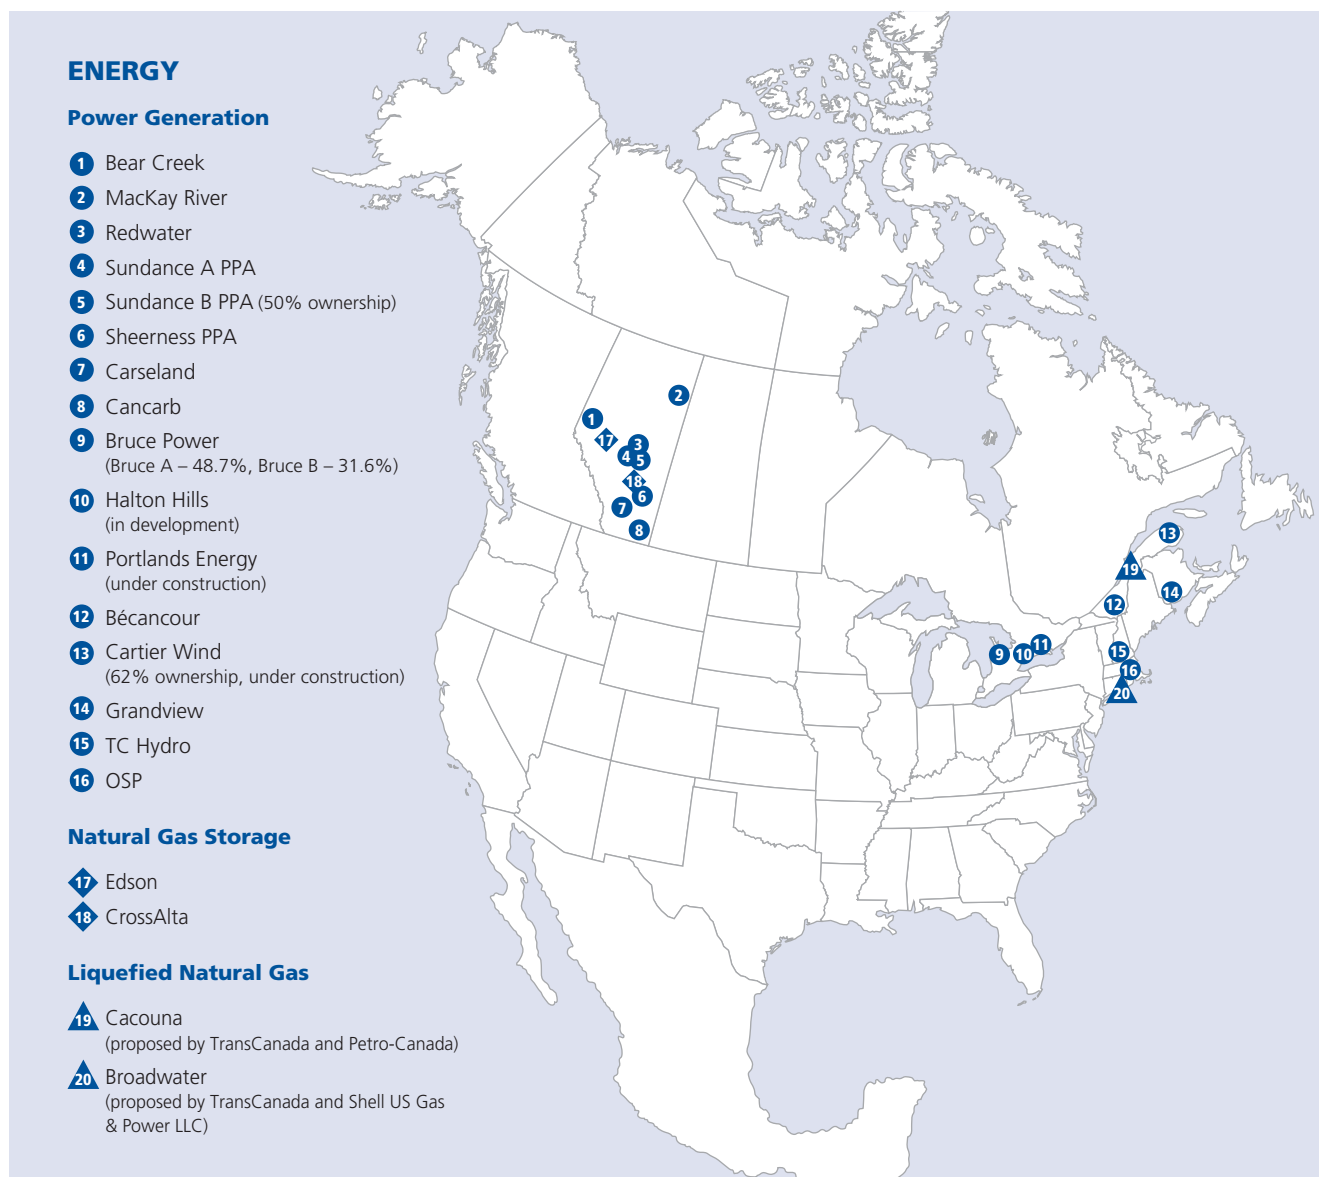 ENERGY
Power Generation
1 Bear Creek
2 MacKay River
3 Redwater
4 Sundance A PPA
5 Sundance B PPA (50% ownership)
6 Sheerness PPA
7 Carseland
8 Cancarb
9 Bruce Power
(Bruce A – 48.7%, Bruce B – 31.6%)
10 Halton Hills
(in development)
11 Portlands Energy
(under construction)
12 Bécancour
13 Cartier Wind
(62% ownership, under construction)
14 Grandview
15 TC Hydro
16 OSP
Natural Gas Storage
17 Edson
18 CrossAlta
Liquefied Natural Gas
19 Cacouna
(proposed by TransCanada and Petro-Canada)
20 Broadwater
(proposed by TransCanada and Shell US Gas
& Power LLC)
2
1
17
3
4
5
18
6
7
8
13
19
14
12
11
9
10
15
16
20